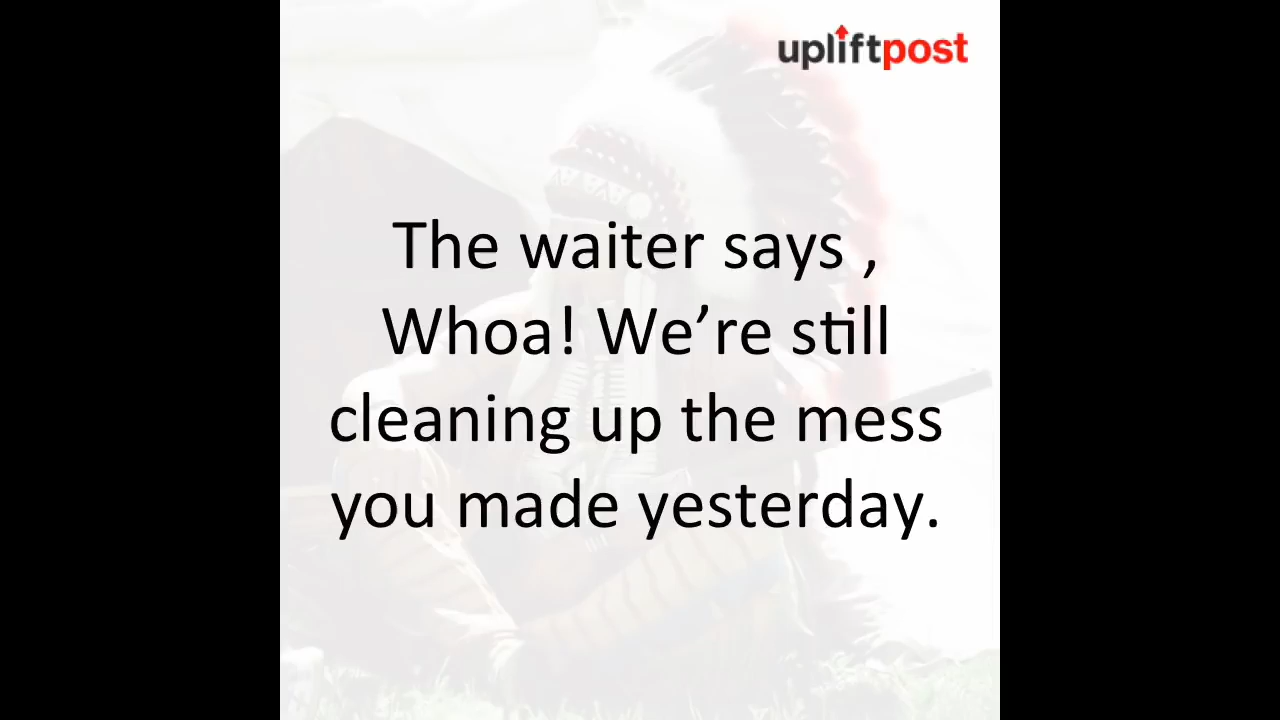 upliftpost
The waiter says ,
Whoa! We’re still
cleaning up the mess
you made yesterday.